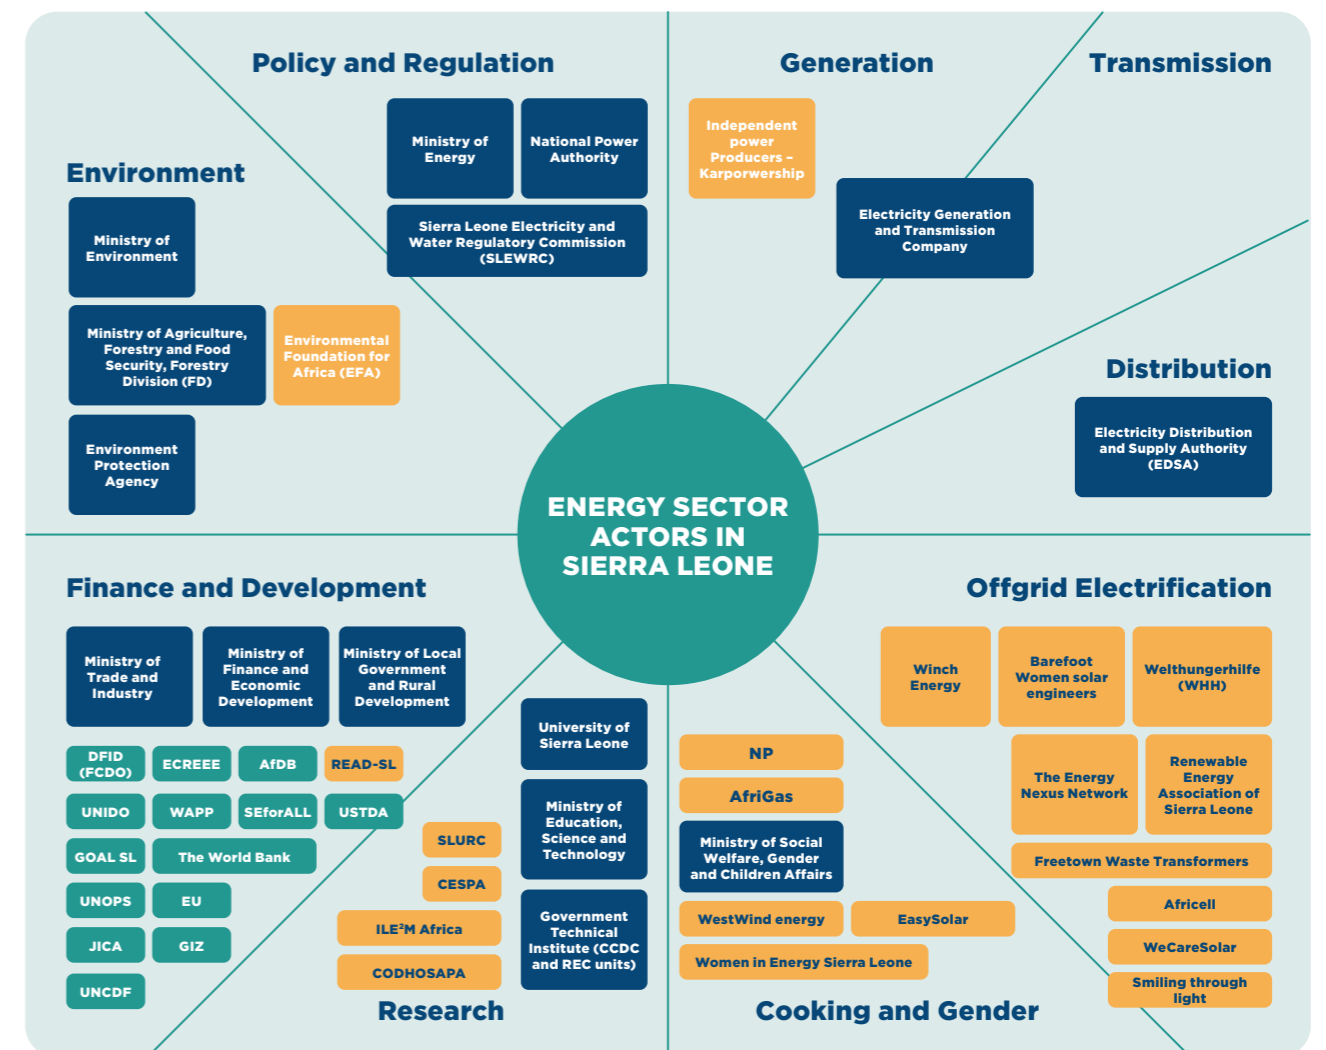 Policy and Regulation
Generation
Transmission
Environment
Ministry of
Energy
National Power
Authority
Sierra Leone Electricity and
Water Regulatory Commission
(SLEWRC)
Independent
power
Producers –
Karporwership
Electricity Generation
and Transmission
Company
Ministry of
Environment
Ministry of Agriculture,
Forestry and Food
Security, Forestry
Division (FD)
Environmental
Foundation for
Africa (EFA)
Environment
Protection
Agency
Distribution
Electricity Distribution
and Supply Authority
(EDSA)
ENERGY SECTOR
ACTORS IN
SIERRA LEONE
Finance and Development
Ministry of
Trade and
Industry
Ministry of
Finance and
Economic
Development
Ministry of Local
Government
and Rural
Development
DFID
(FCDO)
ECREEE
AfDB
READ-SL
UNIDO
WAPP
SEforALL
USTDA
GOAL SL
The World Bank
UNOPS
EU
JICA
GIZ
UNCDF
University of
Sierra Leone
Ministry of
Education,
Science and
Technology
Government
Technical
Institute (CCDC
and REC units)
SLURC
CESPA
ILE²M Africa
CODHOSAPA
Research
NP
AfriGas
Ministry of Social
Welfare, Gender
and Children Affairs
WestWind energy
EasySolar
Women in Energy Sierra Leone
Cooking and Gender
Offgrid Electrification
Winch
Energy
Barefoot
Women solar
engineers
Welthungerhilfe
(WHH)
The Energy
Nexus Network
Renewable
Energy
Association of
Sierra Leone
Freetown Waste Transformers
Africell
WeCareSolar
Smiling through
light